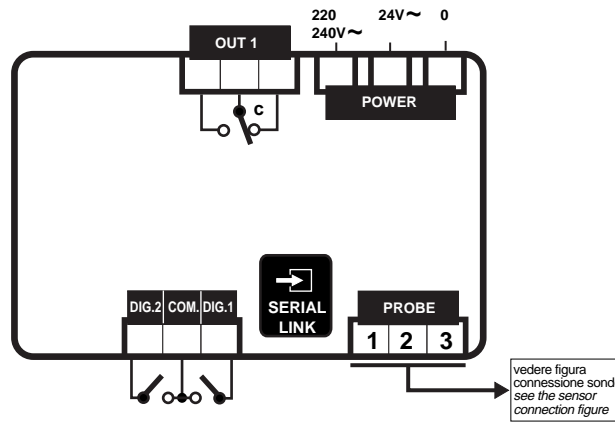 220
240V~
24V~
0
OUT 1
POWER
c
DIG.2 COM. DIG.1
SERIAL
LINK
PROBE
1 2 3
vedere figura
connessione sond
see the sensor
connection figure